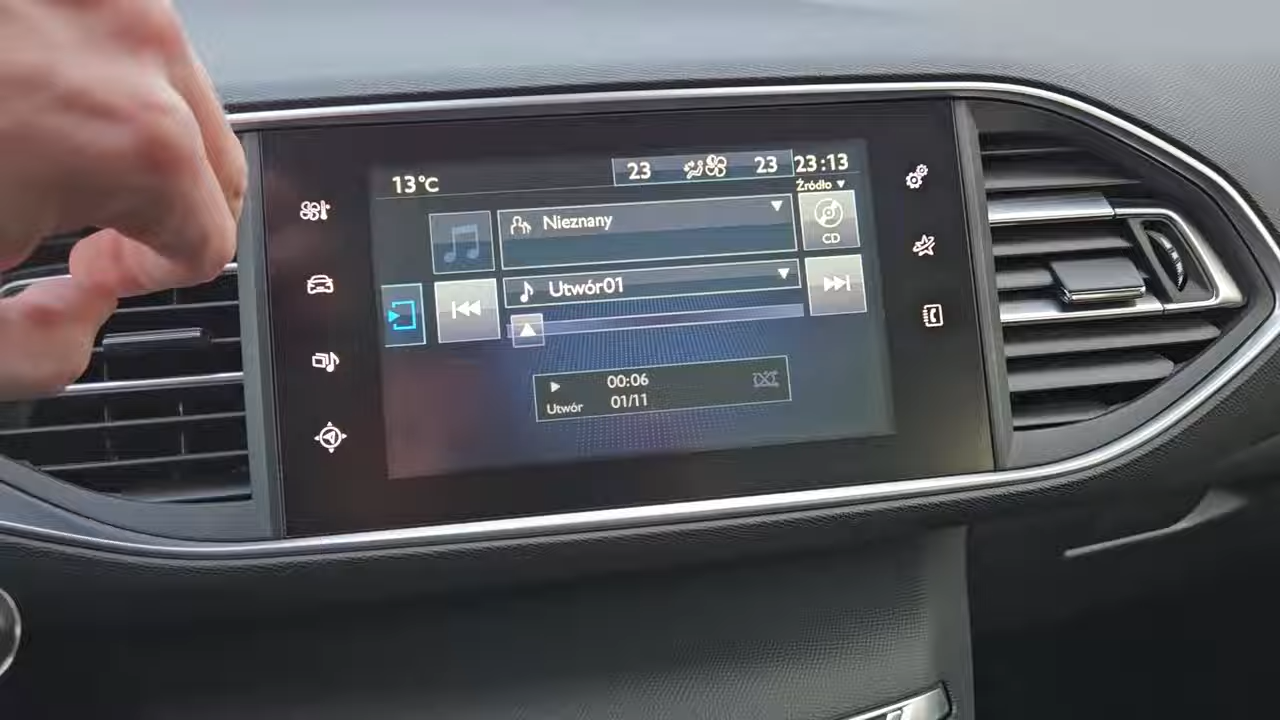 13°C
23 23 23:13
Źródło
Nieznany
CD
Utwór01
00:06
Utwór 01/11